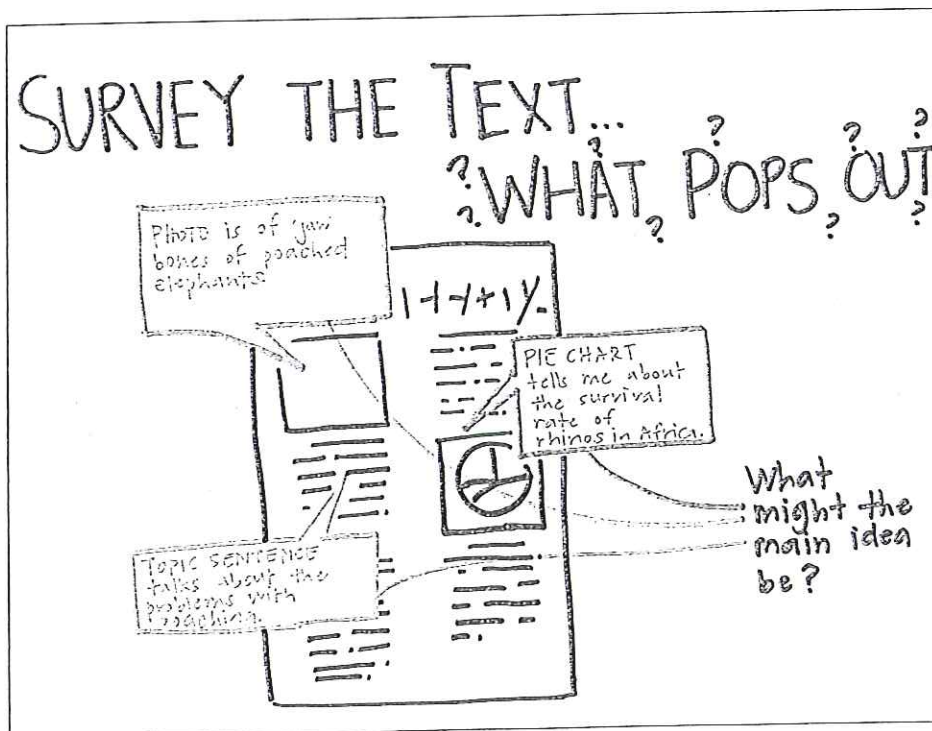 SURVEY THE TEXT...
WHAT POPS OUT
? ? ? ? ? ? ? ? ?
PHOTO is of jaw
bones of poached
elephants
PIE CHART
tells me about
the survival
rate of
rhinos in Africa.
TOPIC SENTENCE
talks about the
problems with
poaching.
What
might the
main idea
be?